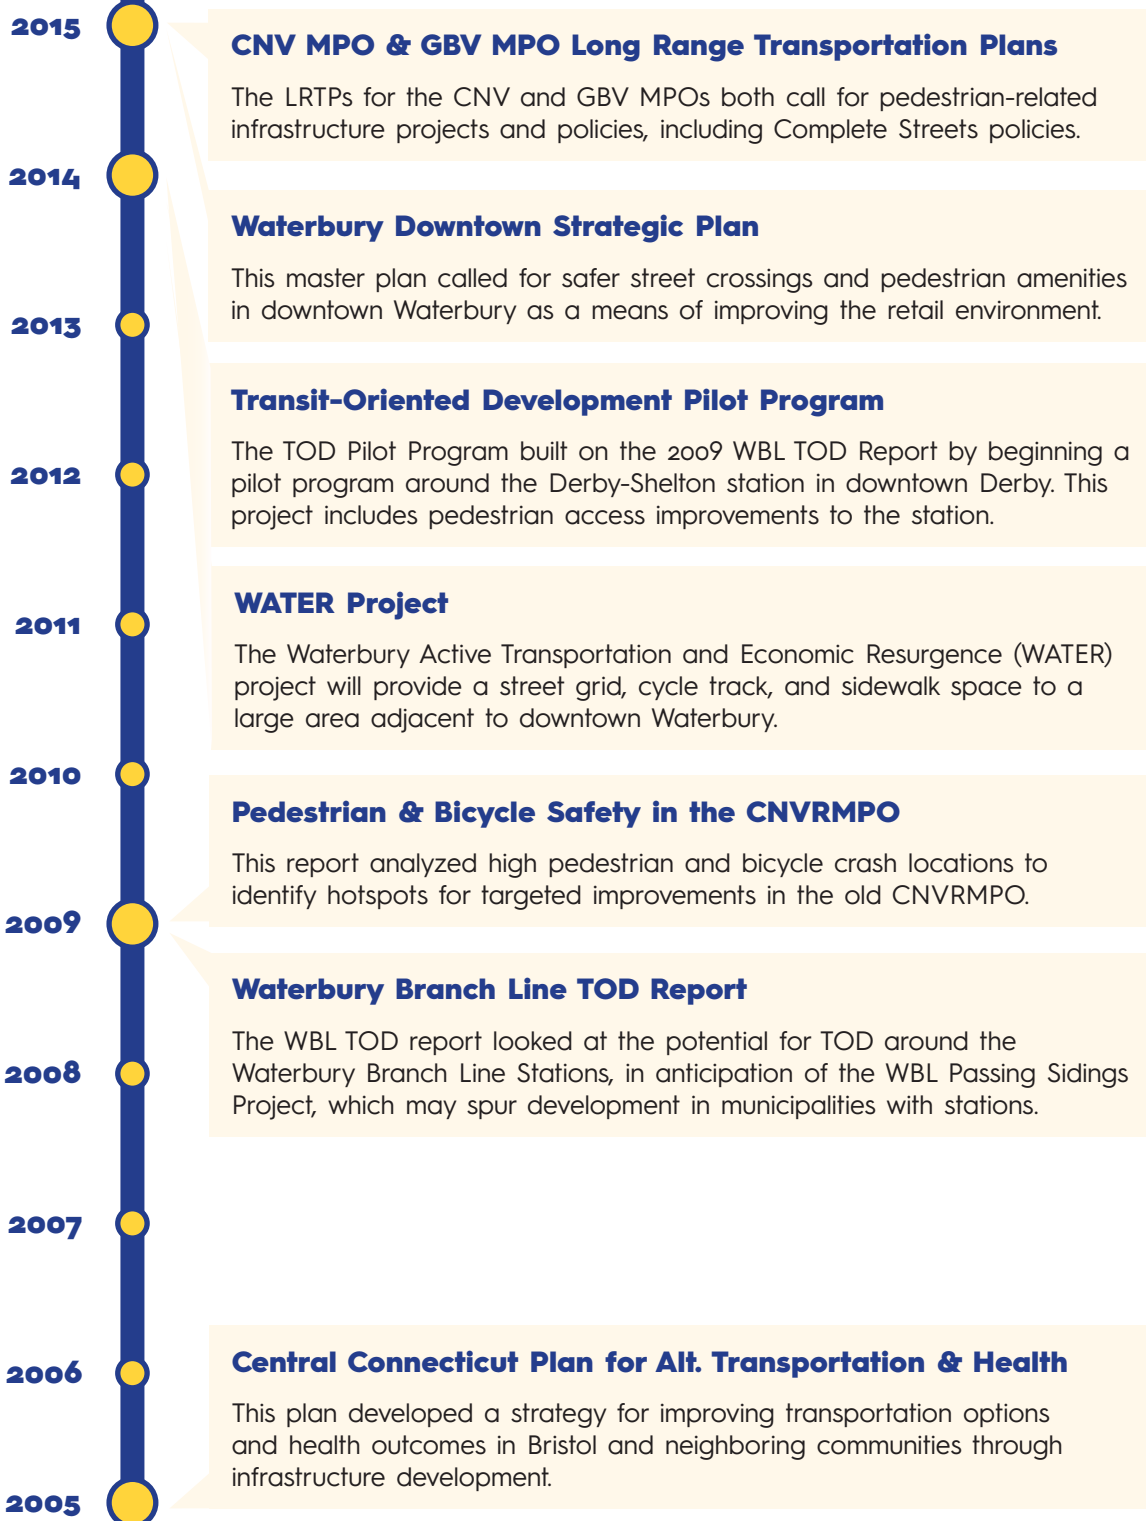 2015
CNV MPO & GBV MPO Long Range Transportation Plans
The LRTPs for the CNV and GBV MPOs both call for pedestrian-related
infrastructure projects and policies, including Complete Streets policies.
2014
Waterbury Downtown Strategic Plan
This master plan called for safer street crossings and pedestrian amenities
in downtown Waterbury as a means of improving the retail environment.
2013
Transit-Oriented Development Pilot Program
The TOD Pilot Program built on the 2009 WBL TOD Report by beginning a
pilot program around the Derby-Shelton station in downtown Derby. This
project includes pedestrian access improvements to the station.
2012
WATER Project
The Waterbury Active Transportation and Economic Resurgence (WATER)
project will provide a street grid, cycle track, and sidewalk space to a
large area adjacent to downtown Waterbury.
2011
2010
Pedestrian & Bicycle Safety in the CNVRMPO
This report analyzed high pedestrian and bicycle crash locations to
identify hotspots for targeted improvements in the old CNVRMPO.
2009
Waterbury Branch Line TOD Report
The WBL TOD report looked at the potential for TOD around the
Waterbury Branch Line Stations, in anticipation of the WBL Passing Sidings
Project, which may spur development in municipalities with stations.
2008
2007
2006
Central Connecticut Plan for Alt. Transportation & Health
This plan developed a strategy for improving transportation options
and health outcomes in Bristol and neighboring communities through
infrastructure development.
2005